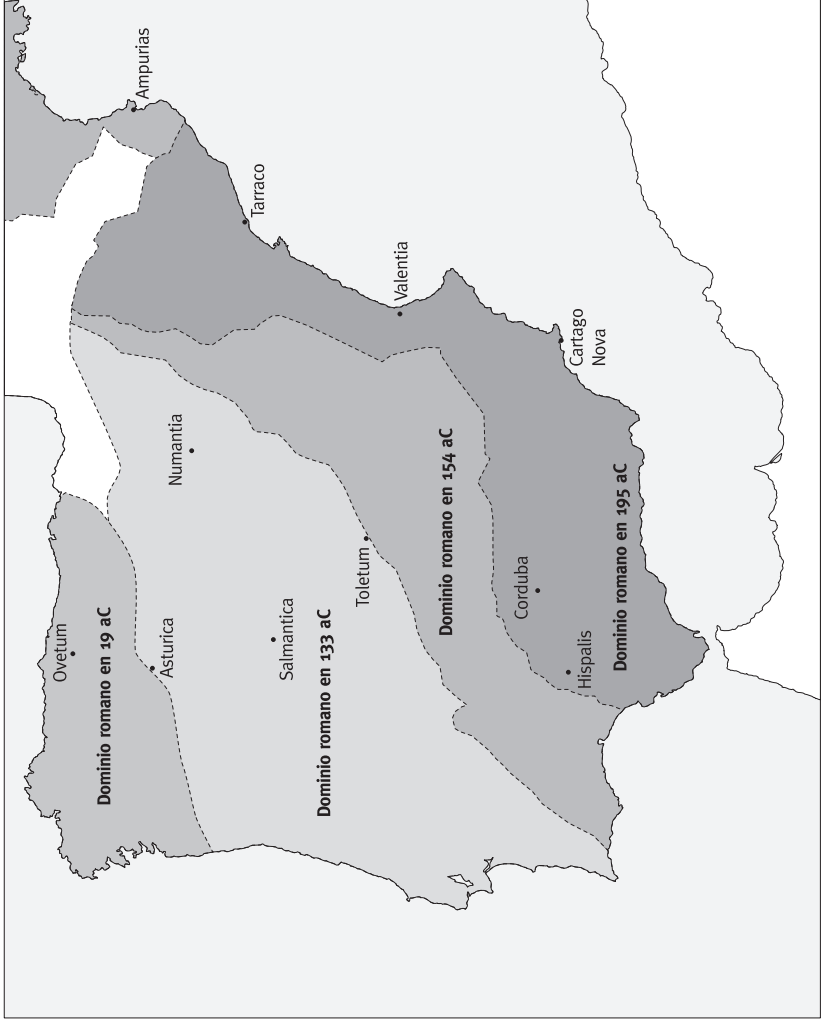 Ampurias
Tarraco
Valentia
Cartago
Nova
Numantia
Toletum
Dominio romano en 154 aC
Corduba
Dominio romano en 195 aC
Hispalis
Ovetum
Dominio romano en 19 aC
Asturica
Salmantica
Dominio romano en 133 aC